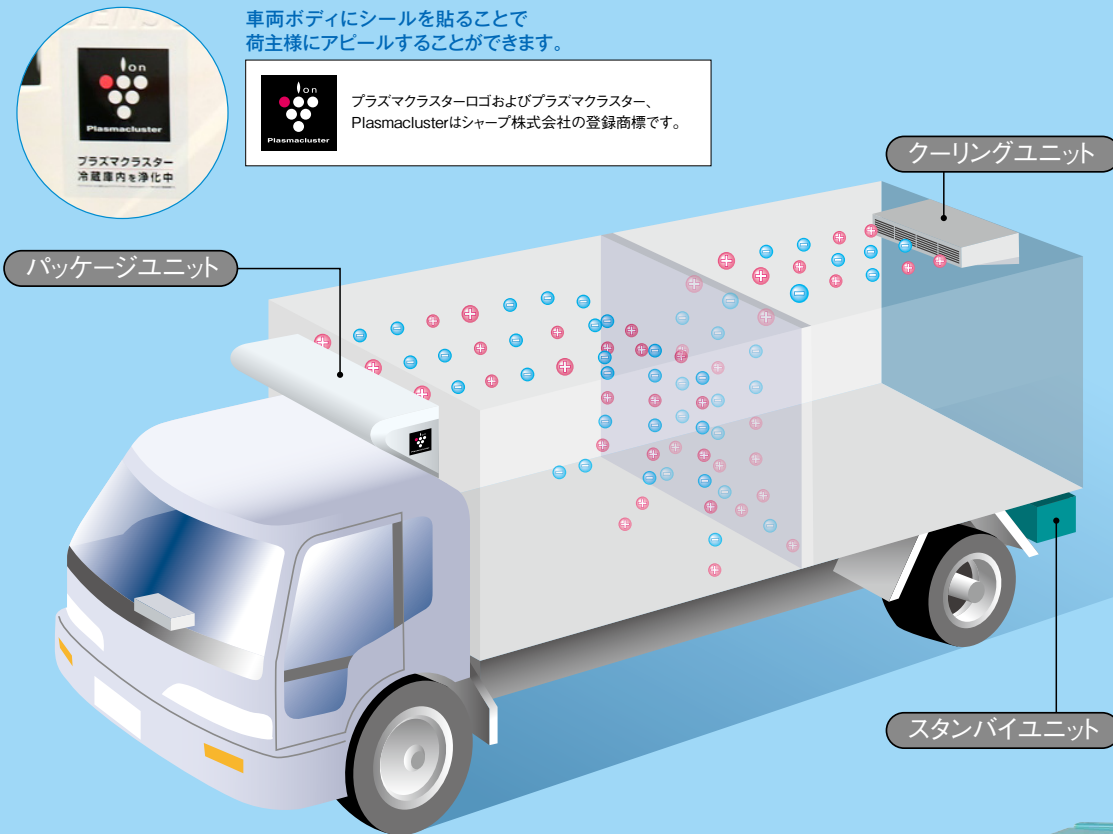 車両ボディにシールを貼ることで
荷主様にアピールすることができます。
Ion
Plasmacluster
プラズマクラスター
冷蔵庫内を浄化中
Ion
Plasmacluster
プラズマクラスターロゴおよびプラズマクラスター、
Plasmaclusterはシャープ株式会社の登録商標です。
クーリングユニット
パッケージユニット
スタンバイユニット